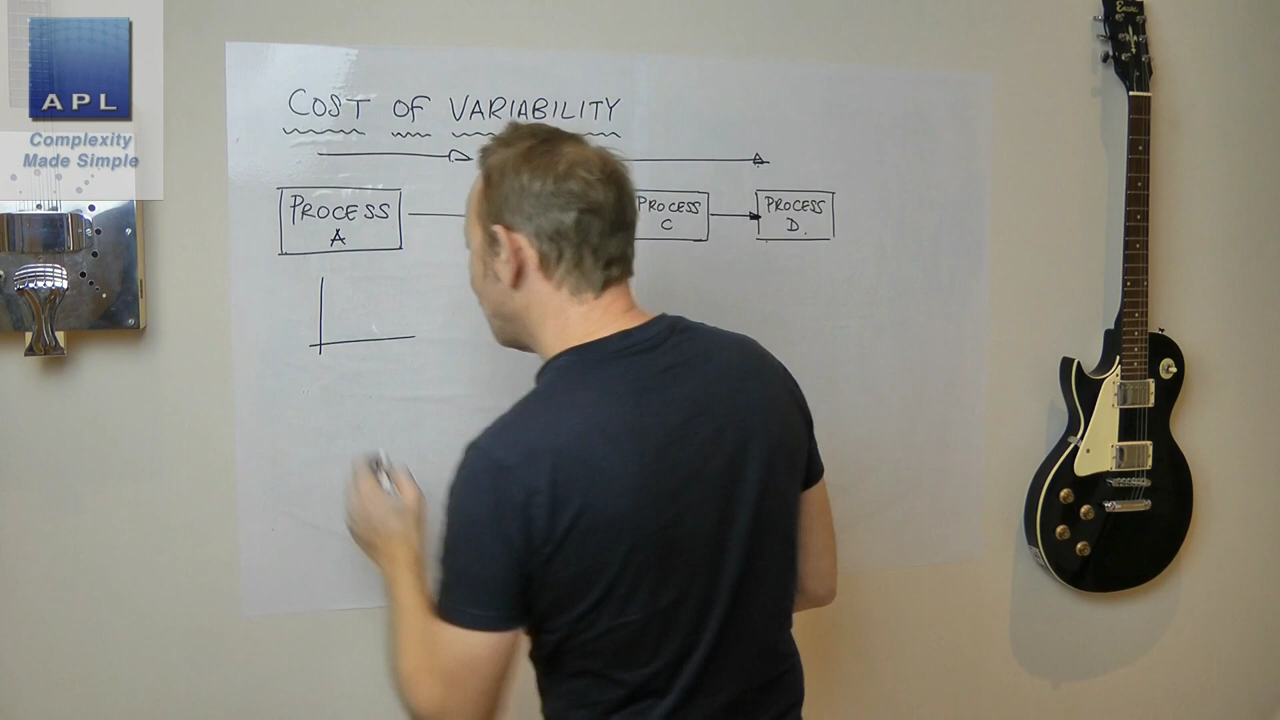 APL
Complexity
Made Simple
COST OF VARIABILITY
PROCESS
A
PROCESS
C
PROCESS
D.